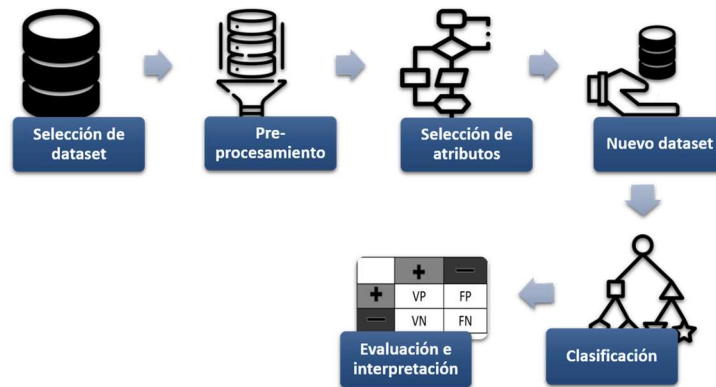 Selección de
dataset
Pre-
procesamiento
Selección de
atributos
Nuevo dataset
+ −
+ VP FP
− VN FN
Evaluación e
interpretación
Clasificación